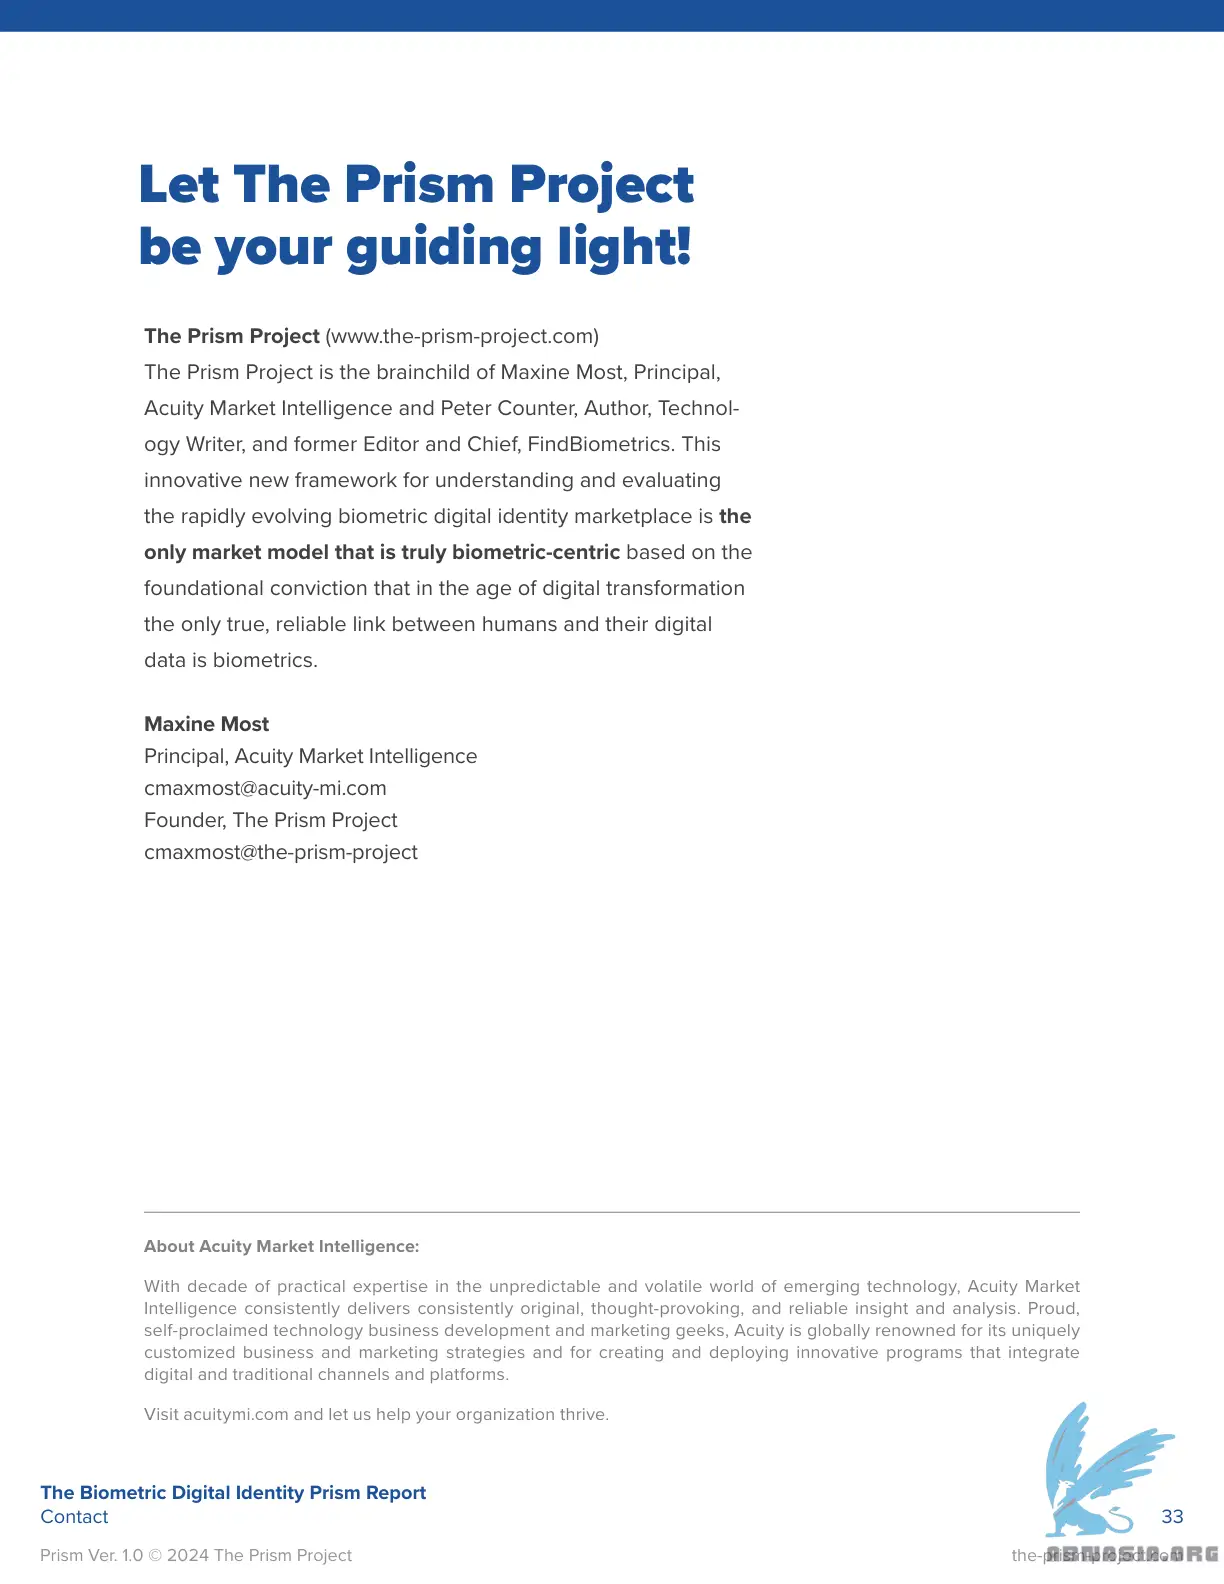 Let The Prism Project
be your guiding light!
The Prism Project (www.the-prism-project.com)
The Prism Project is the brainchild of Maxine Most, Principal,
Acuity Market Intelligence and Peter Counter, Author, Technol-
ogy Writer, and former Editor and Chief, FindBiometrics. This
innovative new framework for understanding and evaluating
the rapidly evolving biometric digital identity marketplace is the
only market model that is truly biometric-centric based on the
foundational conviction that in the age of digital transformation
the only true, reliable link between humans and their digital
data is biometrics.
Maxine Most
Principal, Acuity Market Intelligence
cmaxmost@acuity-mi.com
Founder, The Prism Project
cmaxmost@the-prism-project
About Acuity Market Intelligence:
With decade of practical expertise in the unpredictable and volatile world of emerging technology, Acuity Market
Intelligence consistently delivers consistently original, thought-provoking, and reliable insight and analysis. Proud,
self-proclaimed technology business development and marketing geeks, Acuity is globally renowned for its uniquely
customized business and marketing strategies and for creating and deploying innovative programs that integrate
digital and traditional channels and platforms.
Visit acuitymi.com and let us help your organization thrive.
The Biometric Digital Identity Prism Report
Contact
33
Prism Ver. 1.0 © 2024 The Prism Project
the-prism-project.com